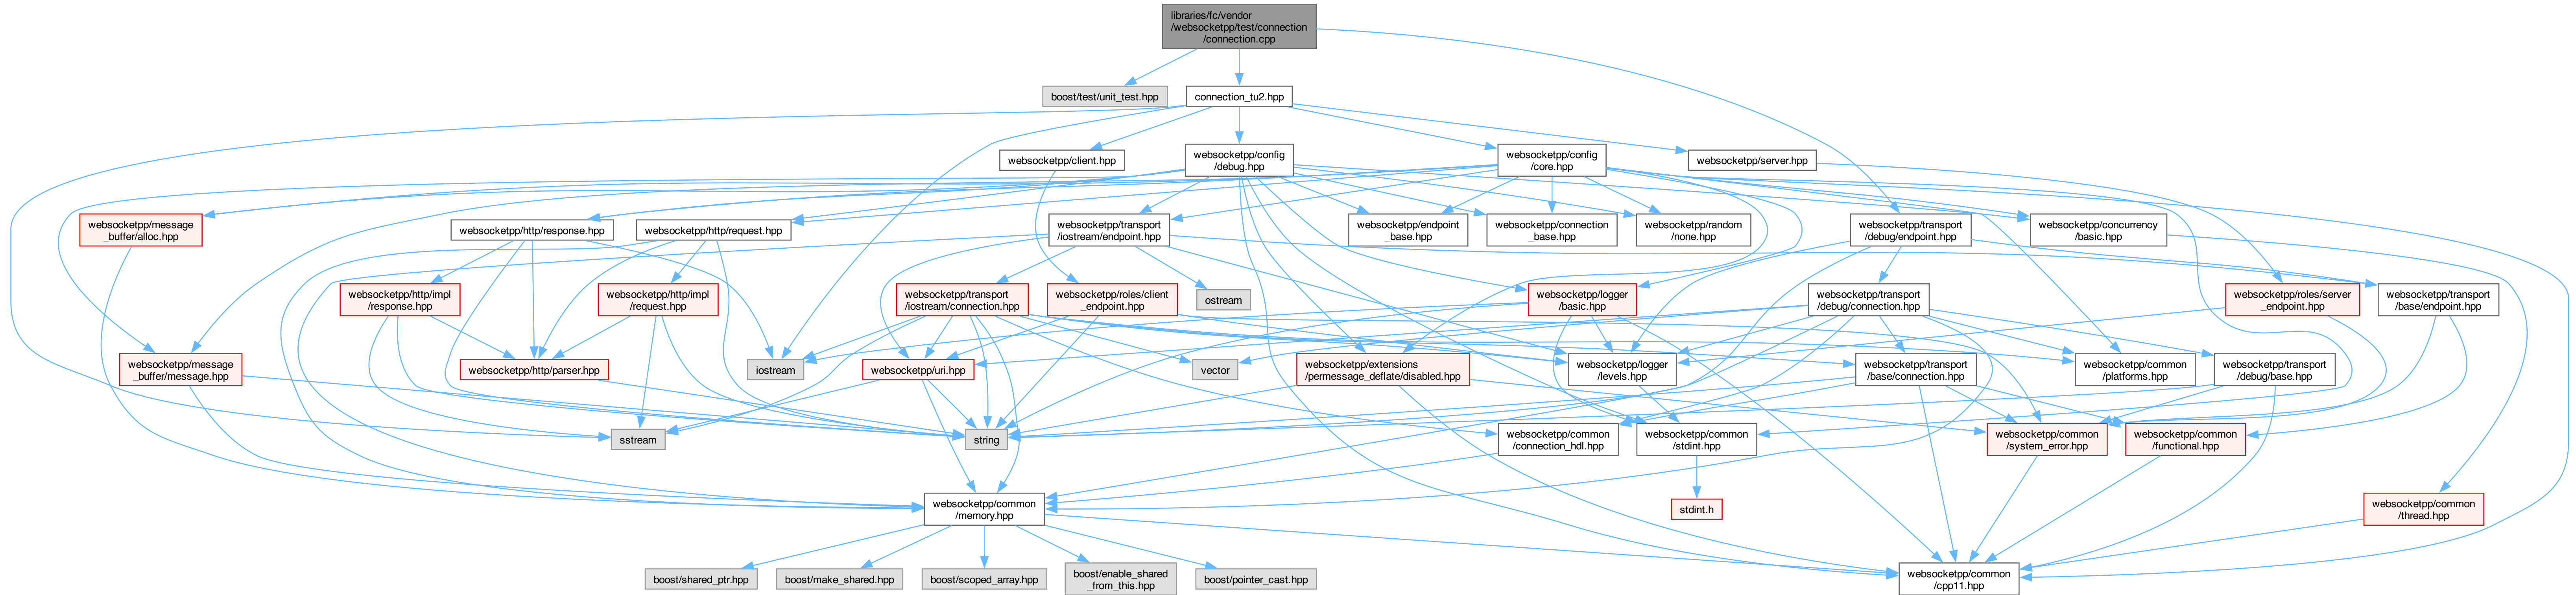 libraries/fc/vendor
/websocketpp/test/connection
/connection.cpp
boost/test/unit_test.hpp
connection_tu2.hpp
websocketpp/client.hpp
websocketpp/config
/debug.hpp
websocketpp/config
/core.hpp
websocketpp/server.hpp
websocketpp/message
_buffer/alloc.hpp
websocketpp/http/response.hpp
websocketpp/http/request.hpp
websocketpp/transport
/iostream/endpoint.hpp
websocketpp/endpoint
_base.hpp
websocketpp/connection
_base.hpp
websocketpp/random
/none.hpp
websocketpp/transport
/debug/endpoint.hpp
websocketpp/concurrency
/basic.hpp
websocketpp/http/impl
/response.hpp
websocketpp/http/impl
/request.hpp
websocketpp/transport
/iostream/connection.hpp
websocketpp/roles/client
_endpoint.hpp
ostream
websocketpp/logger
/basic.hpp
websocketpp/transport
/debug/connection.hpp
websocketpp/roles/server
_endpoint.hpp
websocketpp/transport
/base/endpoint.hpp
websocketpp/message
_buffer/message.hpp
websocketpp/http/parser.hpp
iostream
websocketpp/uri.hpp
vector
websocketpp/extensions
/permessage_deflate/disabled.hpp
websocketpp/logger
/levels.hpp
websocketpp/transport
/base/connection.hpp
websocketpp/common
/platforms.hpp
websocketpp/transport
/debug/base.hpp
sstream
string
websocketpp/common
/connection_hdl.hpp
websocketpp/common
/stdint.hpp
websocketpp/common
/system_error.hpp
websocketpp/common
/functional.hpp
websocketpp/common
/memory.hpp
stdint.h
websocketpp/common
/thread.hpp
boost/shared_ptr.hpp
boost/make_shared.hpp
boost/scoped_array.hpp
boost/enable_shared
_from_this.hpp
boost/pointer_cast.hpp
websocketpp/common
/cpp11.hpp